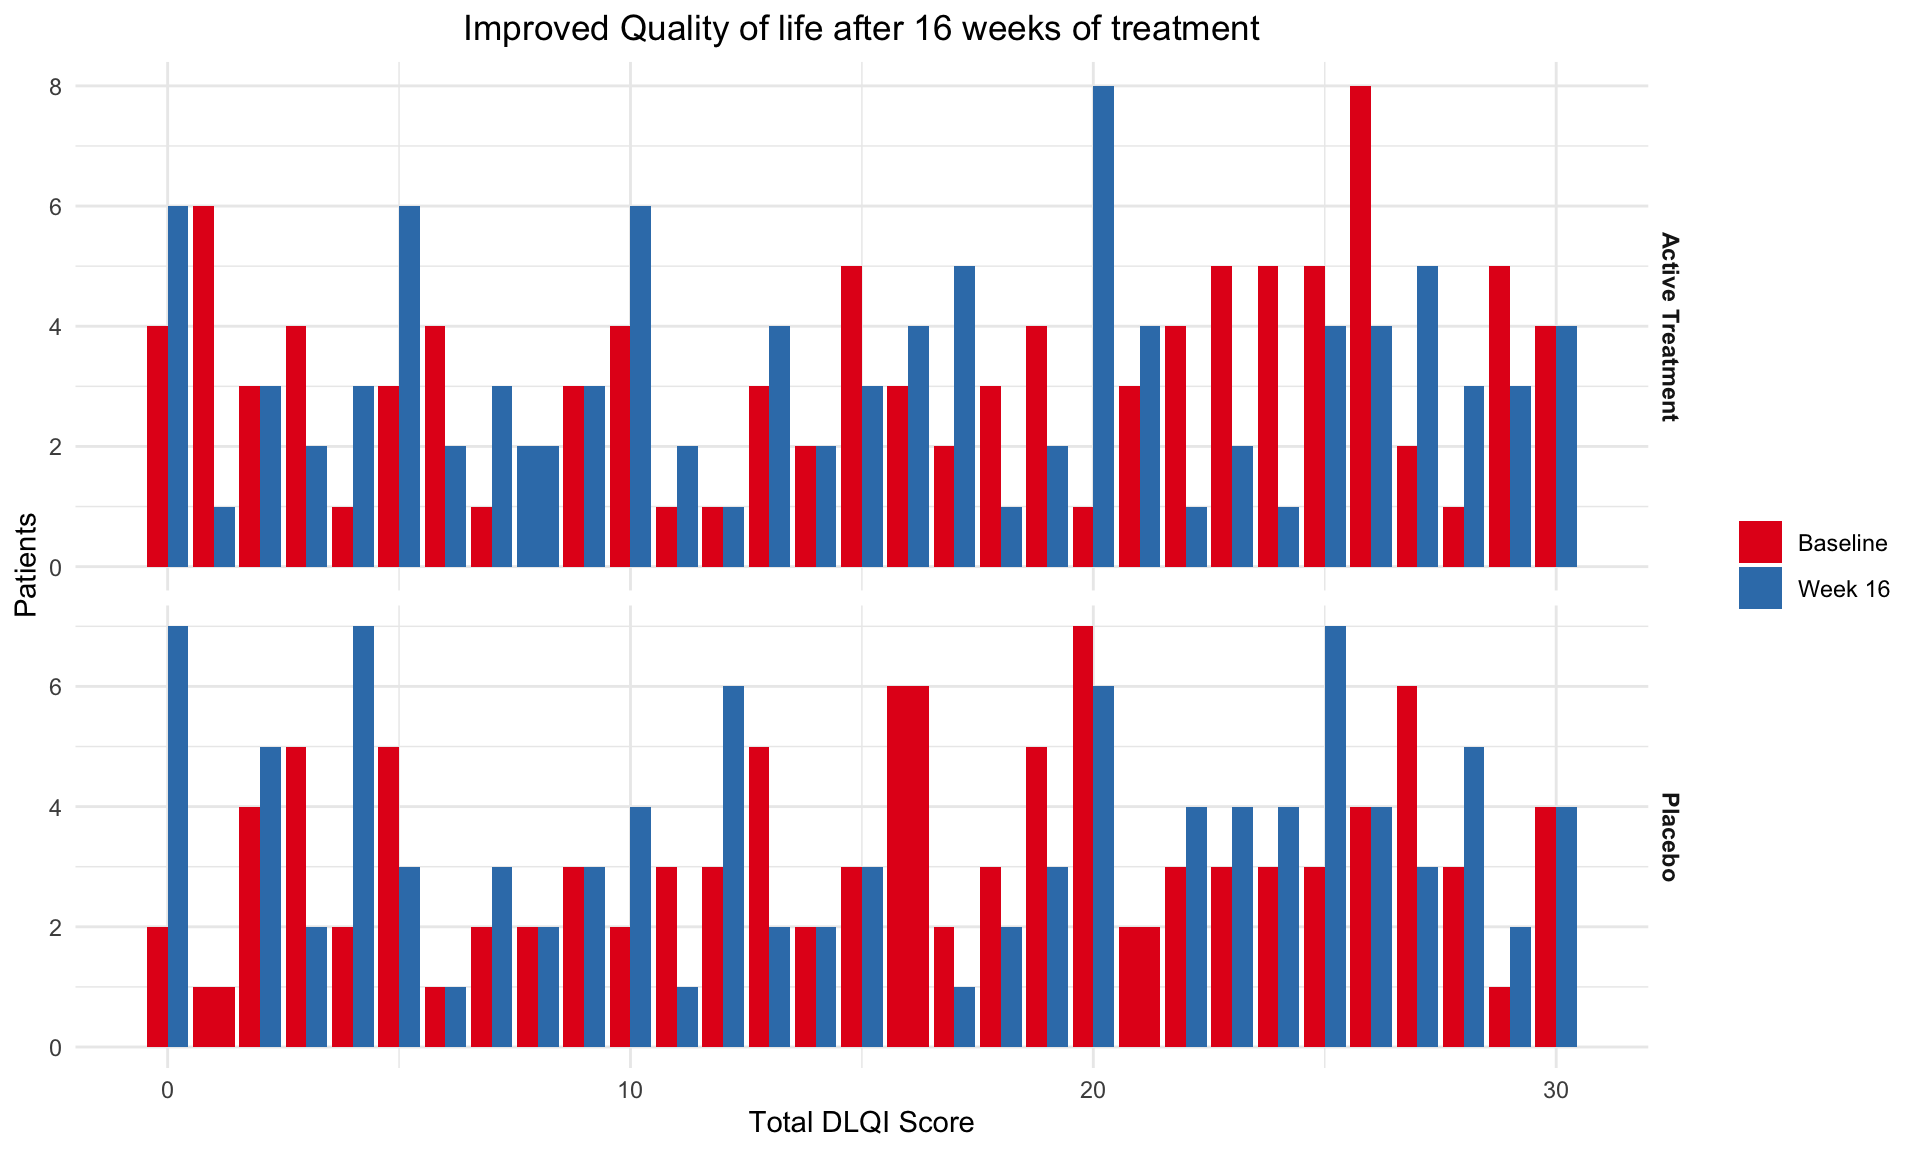 Improved Quality of life after 16 weeks of treatment
8
6
4
2
0
Active Treatment
Patients
6
4
2
0
Placebo
0 10 20 30
Total DLQI Score
Baseline
Week 16